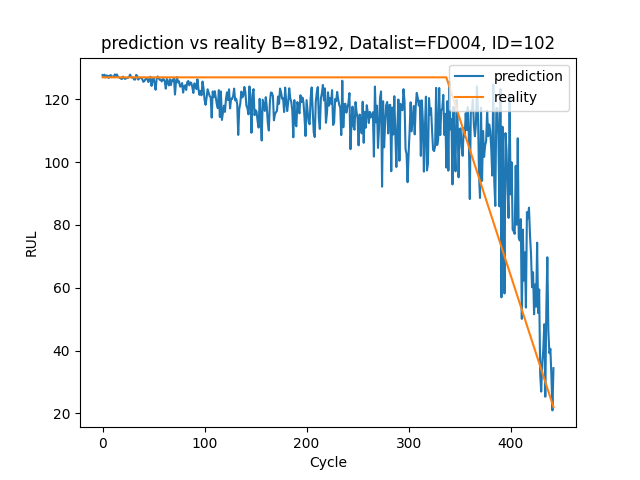 prediction vs reality B=8192, Datalist=FD004, ID=102
prediction
reality
120
100
80
60
40
20
RUL
0
100
200
300
400
Cycle